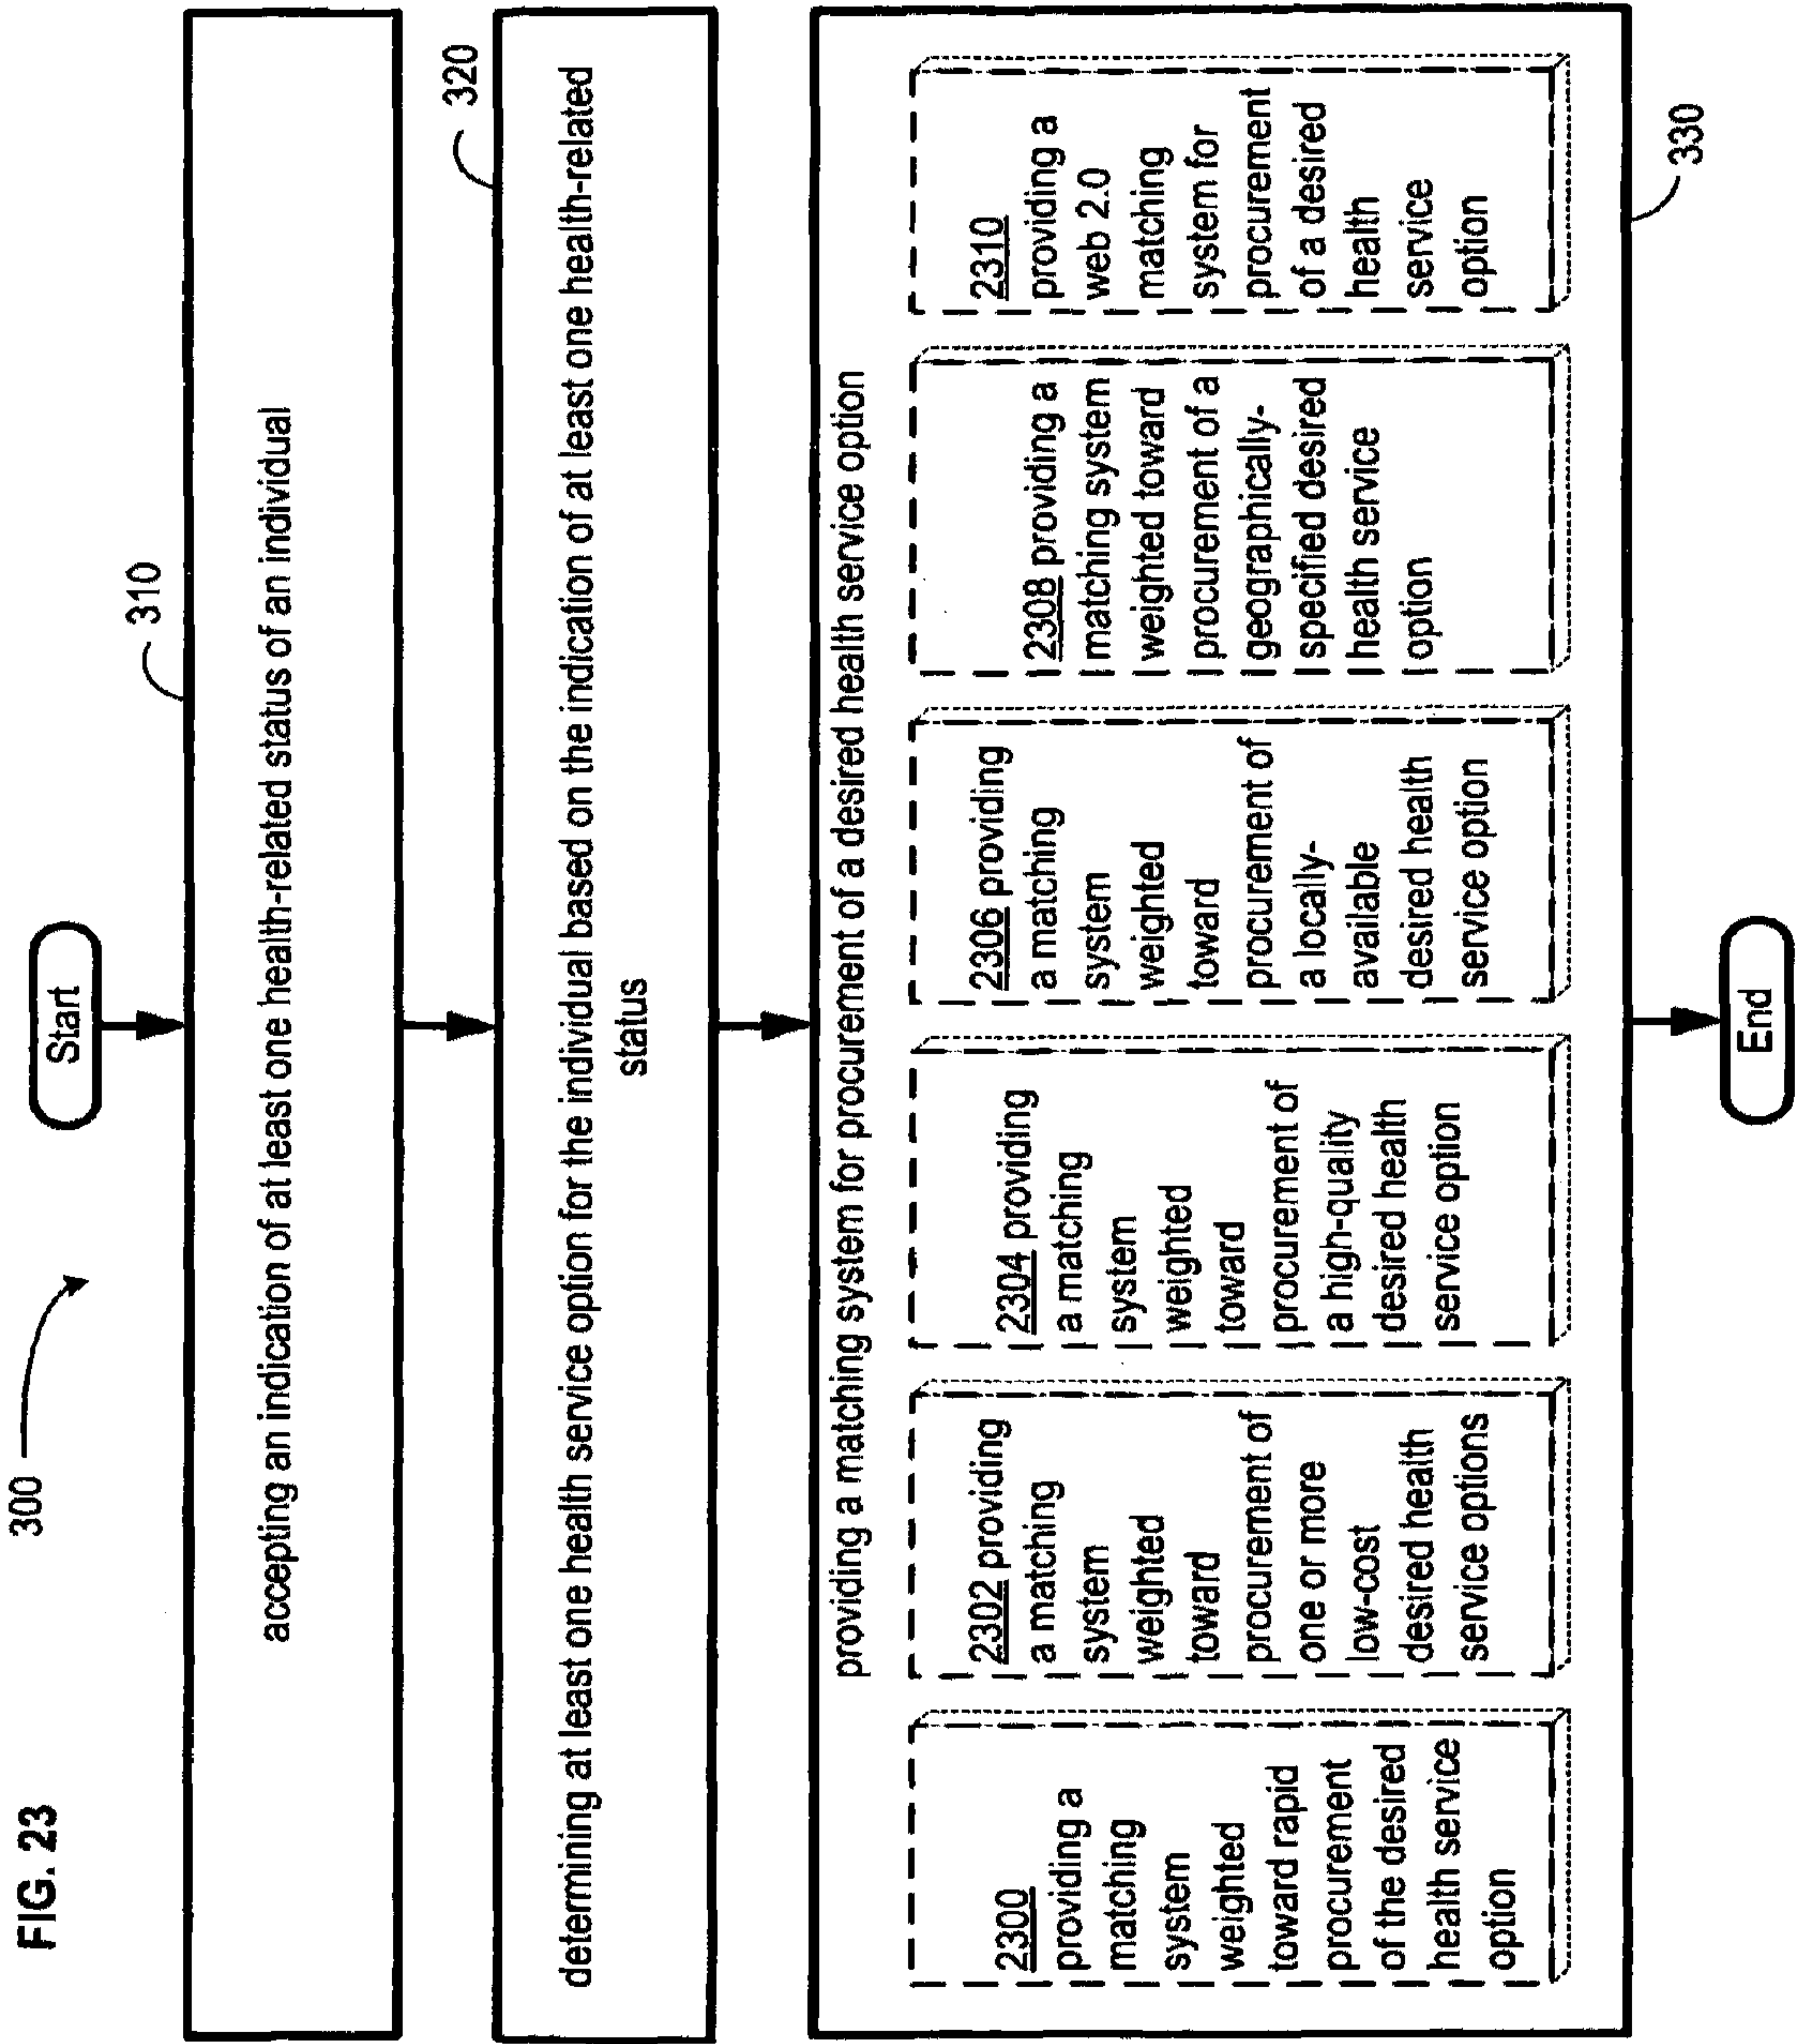 FIG. 23
300
Start
310
accepting an indication of at least one health-related status of an individual
320
determining at least one health service option for the individual based on the indication of at least one health-related
status
providing a matching system for procurement of a desired health service option
2300
providing a
matching
system
weighted
toward rapid
procurement
of the desired
health service
option
2302 providing
a matching
system
weighted
toward
procurement of
one or more
low-cost
desired health
service options
2304 providing
a matching
system
weighted
toward
procurement of
a high-quality
desired health
service option
2306 providing
a matching
system
weighted
toward
procurement of
a locally-
available
desired health
service option
2308 providing a
matching system
weighted toward
procurement of a
geographically-
specified desired
health service
option
2310
providing a
web 2.0
matching
system for
procurement
of a desired
health
service
option
330
End